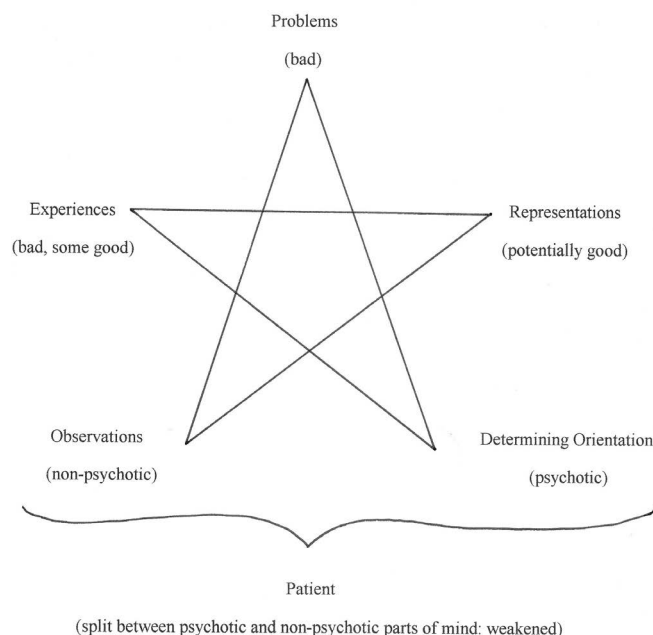 Problems
(bad)
Experiences
(bad, some good)
Representations
(potentially good)
Observations
(non-psychotic)
Determining Orientation
(psychotic)
Patient
(split between psychotic and non-psychotic parts of mind: weakened)